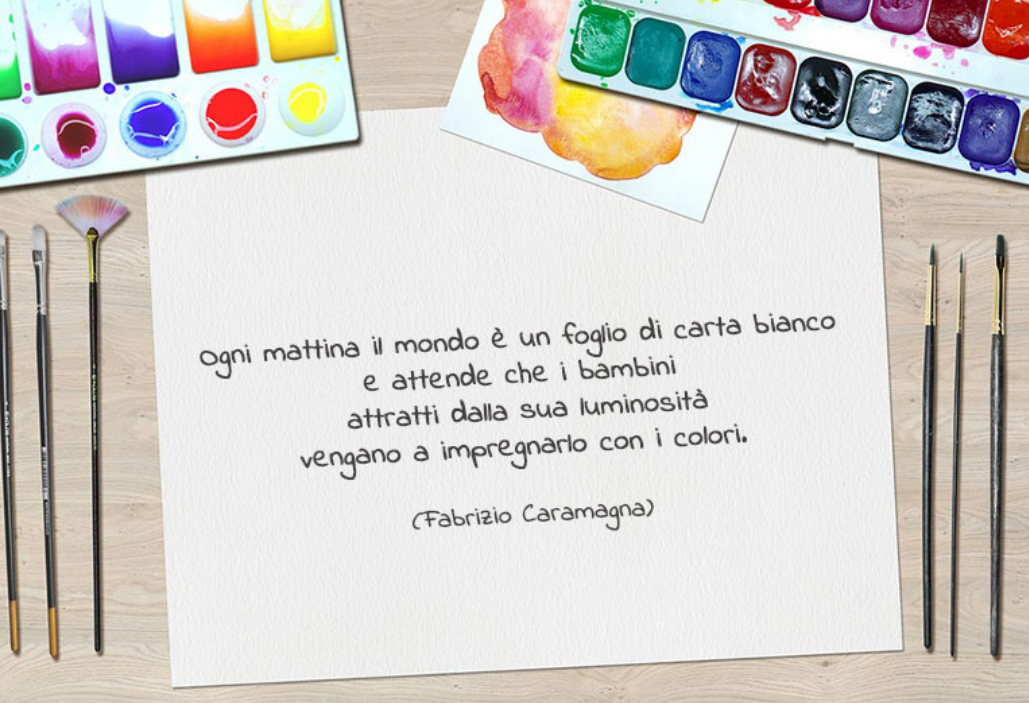 Ogni mattina il mondo è un foglio di carta bianco
e attende che i bambini
attratti dalla sua luminosità
vengano a impregnarlo con i colori.
(Fabrizio Caramagna)